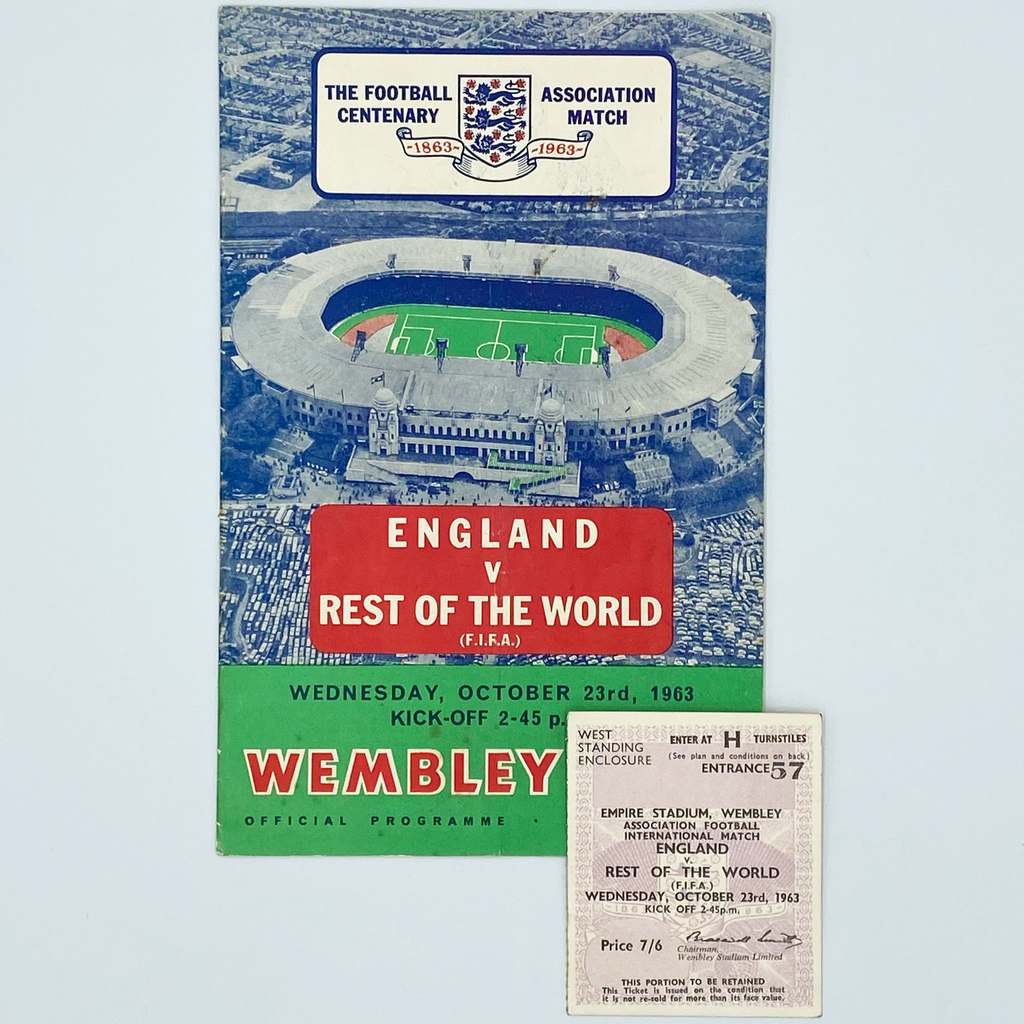 THE FOOTBALL ASSOCIATION
CENTENARY MATCH
-1863- -1963-
ENGLAND
V
REST OF THE WORLD
(F.I.F.A.)
WEDNESDAY, OCTOBER 23rd, 1963
KICK-OFF 2-45 p.
WEMBLEY
OFFICIAL PROGRAMME ·
WEST
STANDING
ENCLOSURE
ENTER AT H TURNSTILES
(See plan and conditions on back.)
ENTRANCE 57
EMPIRE STADIUM, WEMBLEY
ASSOCIATION FOOTBALL
INTERNATIONAL MATCH
ENGLAND
v.
REST OF THE WORLD
(F.I.F.A.)
WEDNESDAY, OCTOBER 23rd, 1963
KICK OFF 2-45p.m.
Price 7/6
Chairman,
Wembley Stadium Limited
THIS PORTION TO BE RETAINED
This Ticket is issued on the condition that
it is not re-sold for more than its face value.